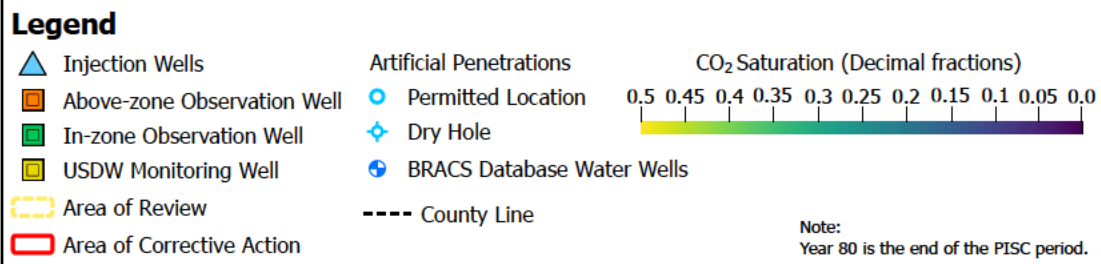 Legend
Injection Wells
Above-zone Observation Well
In-zone Observation Well
USDW Monitoring Well
Area of Review
Area of Corrective Action
Artificial Penetrations
Permitted Location
Dry Hole
BRACS Database Water Wells
County Line
CO₂ Saturation (Decimal fractions)
0.5 0.45 0.4 0.35 0.3 0.25 0.2 0.15 0.1 0.05 0.0
Note:
Year 80 is the end of the PISC period.